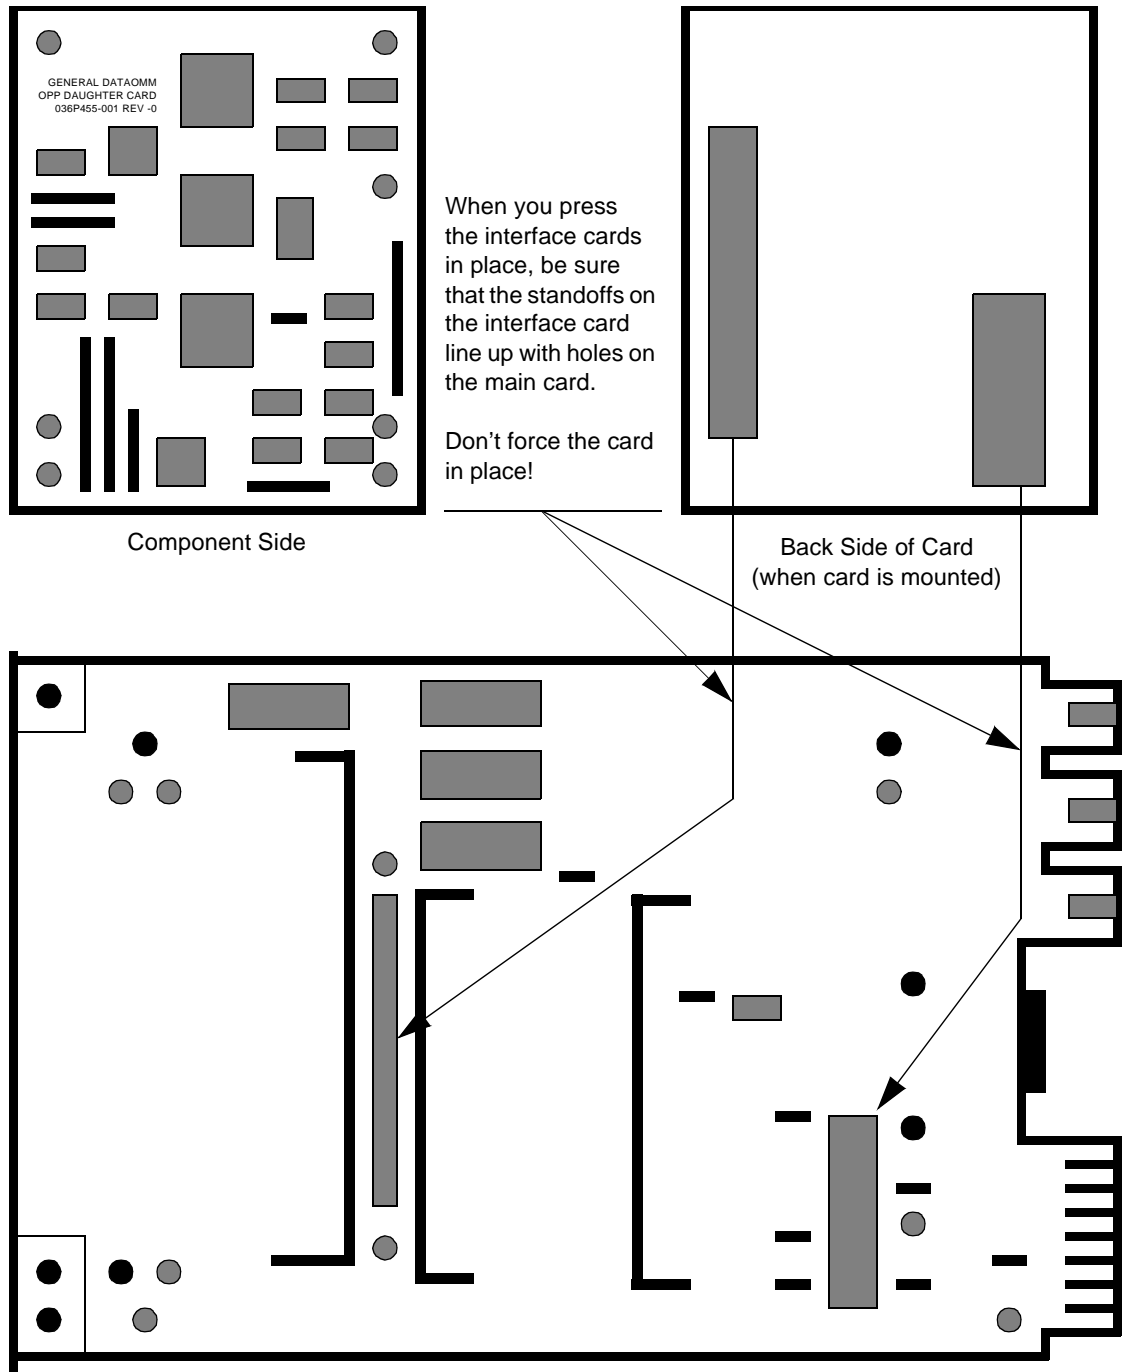 GENERAL DATAOMM
OPP DAUGHTER CARD
036P455-001 REV -0
When you press
the interface cards
in place, be sure
that the standoffs on
the interface card
line up with holes on
the main card.
Don't force the card
in place!
Component Side
Back Side of Card
(when card is mounted)